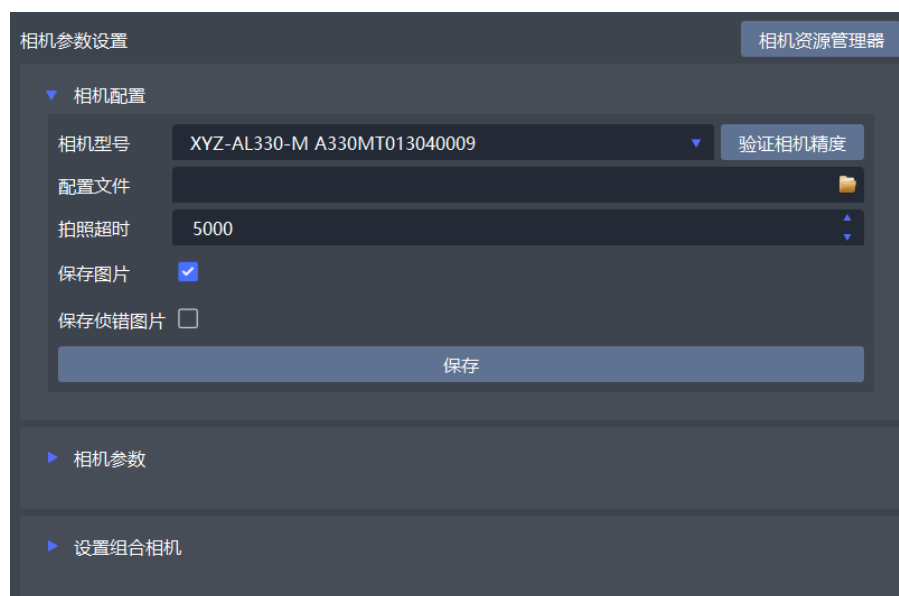 相机参数设置
相机资源管理器
相机配置
相机型号
XYZ-AL330-M A330MT013040009
验证相机精度
配置文件
拍照超时
5000
保存图片
保存侦错图片
保存
相机参数
设置组合相机